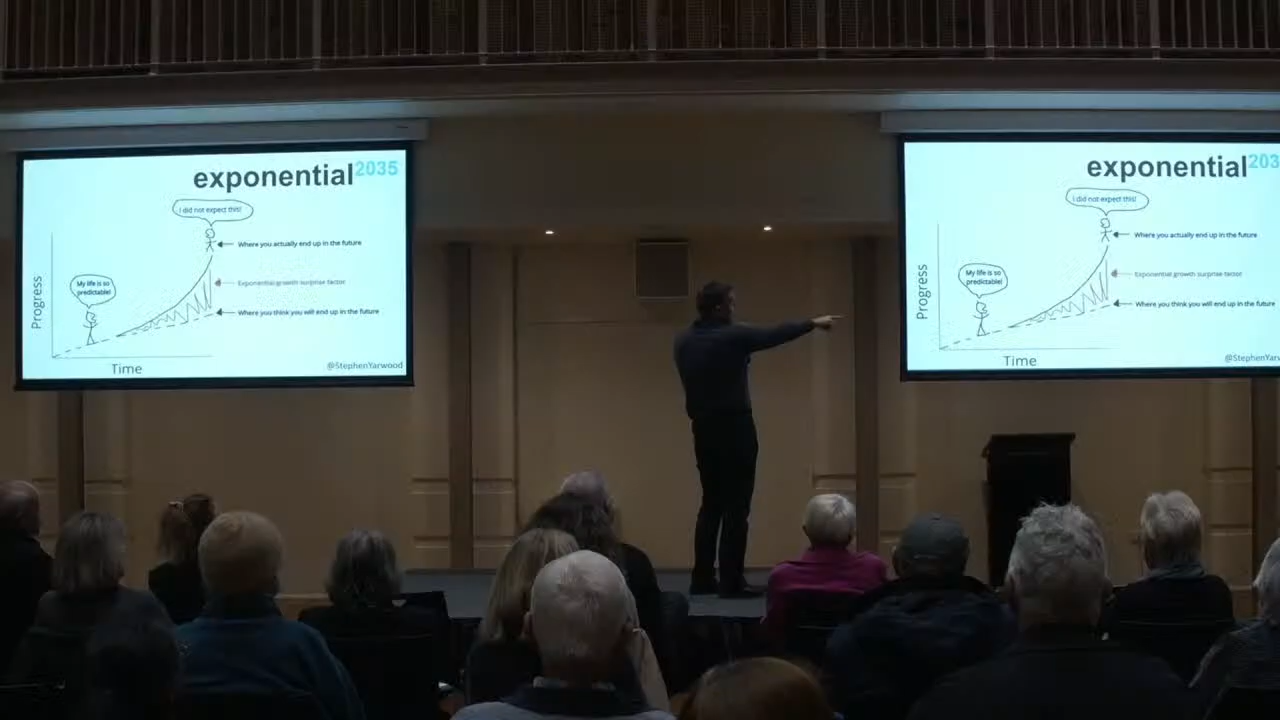 exponential2035
I did not expect this!
Where you actually end up in the future
My life is so
predictable!
Exponential growth surprise factor
Where you think you will end up in the future
Progress
Time
@StephenYarwood
exponential203
I did not expect this!
Where you actually end up in the future
My life is so
predictable!
Exponential growth surprise factor
Where you think you will end up in the future
Progress
Time
@StephenYarw